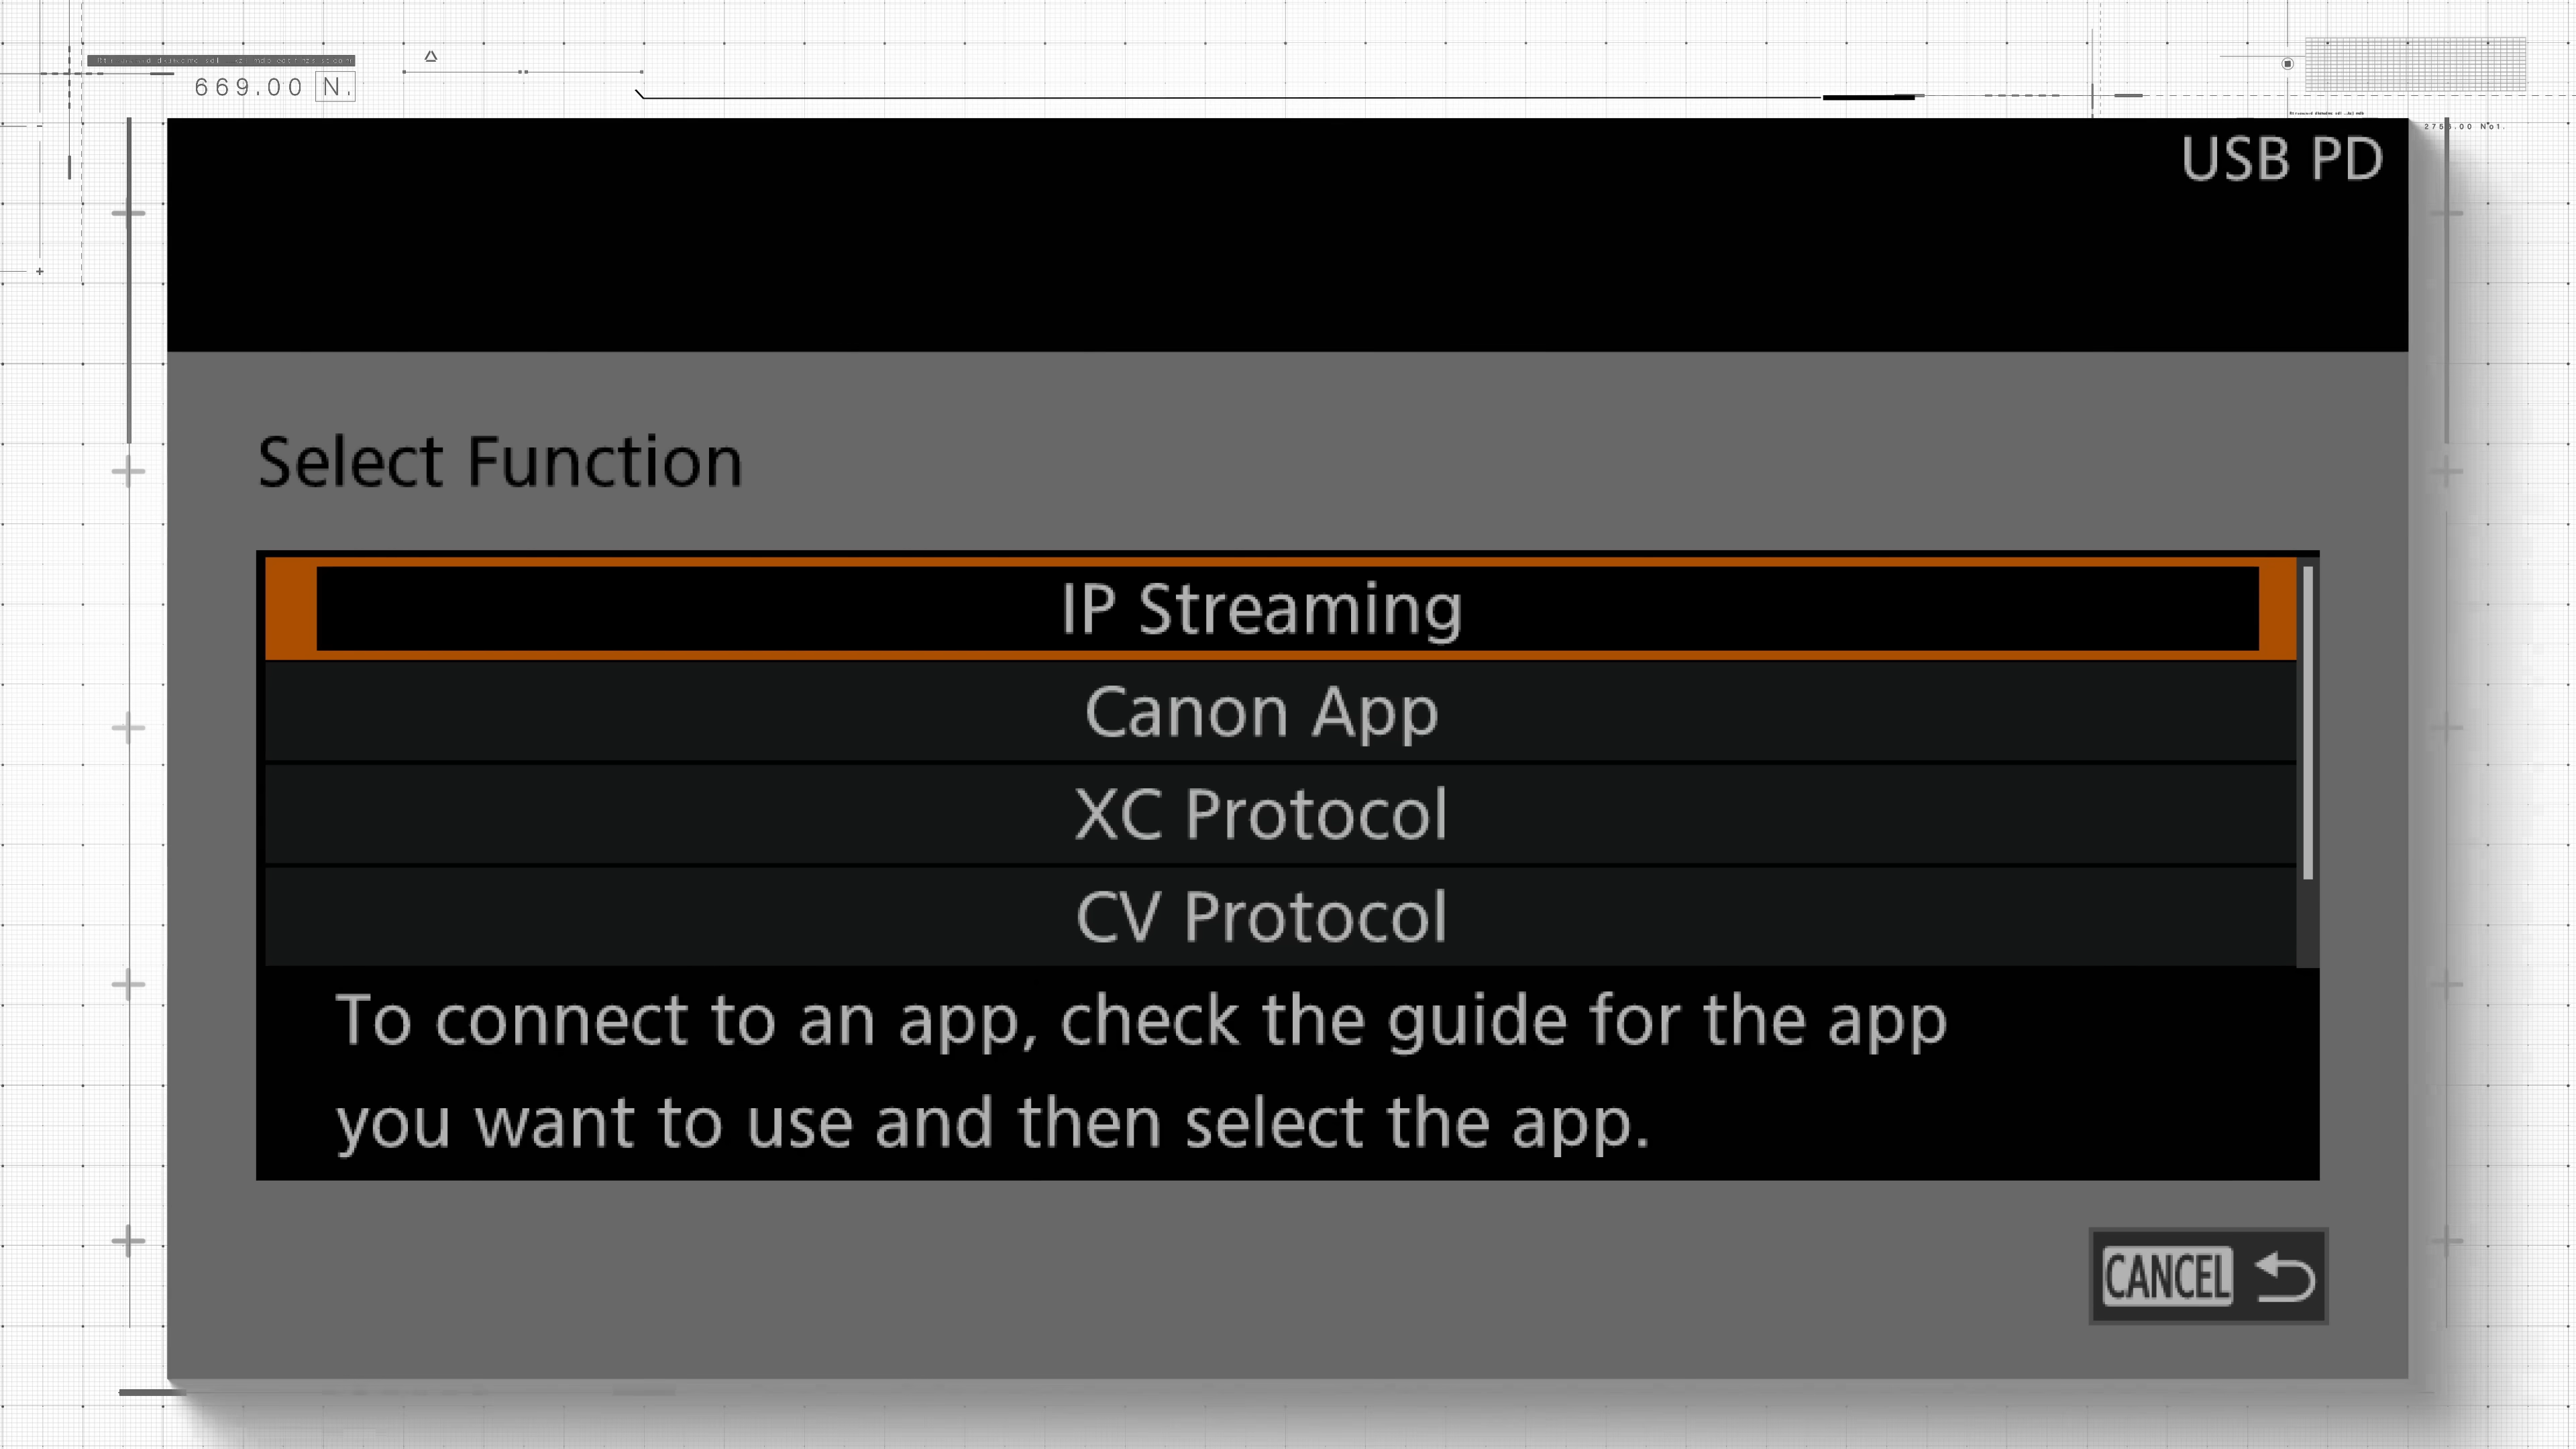 669.00 N.
USB PD
Select Function
IP Streaming
Canon App
XC Protocol
CV Protocol
To connect to an app, check the guide for the app
you want to use and then select the app.
CANCEL